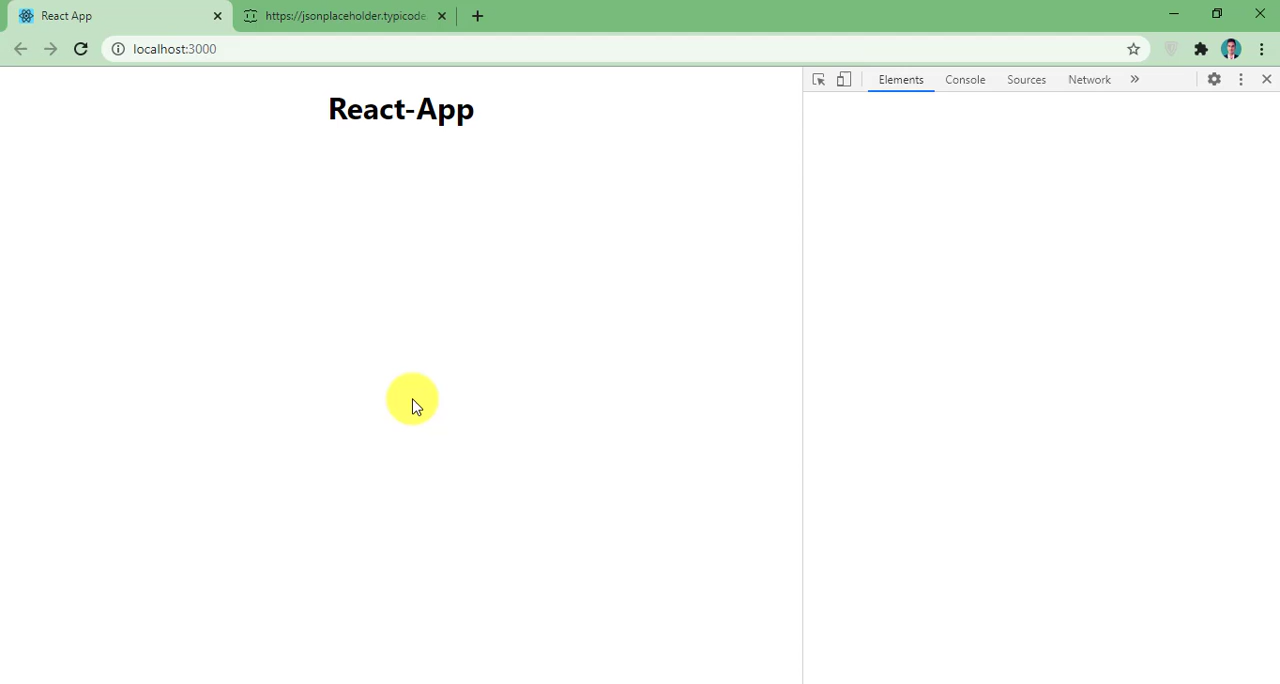 React App
https://jsonplaceholder.typicode
localhost:3000
Elements
Console
Sources
Network
React-App